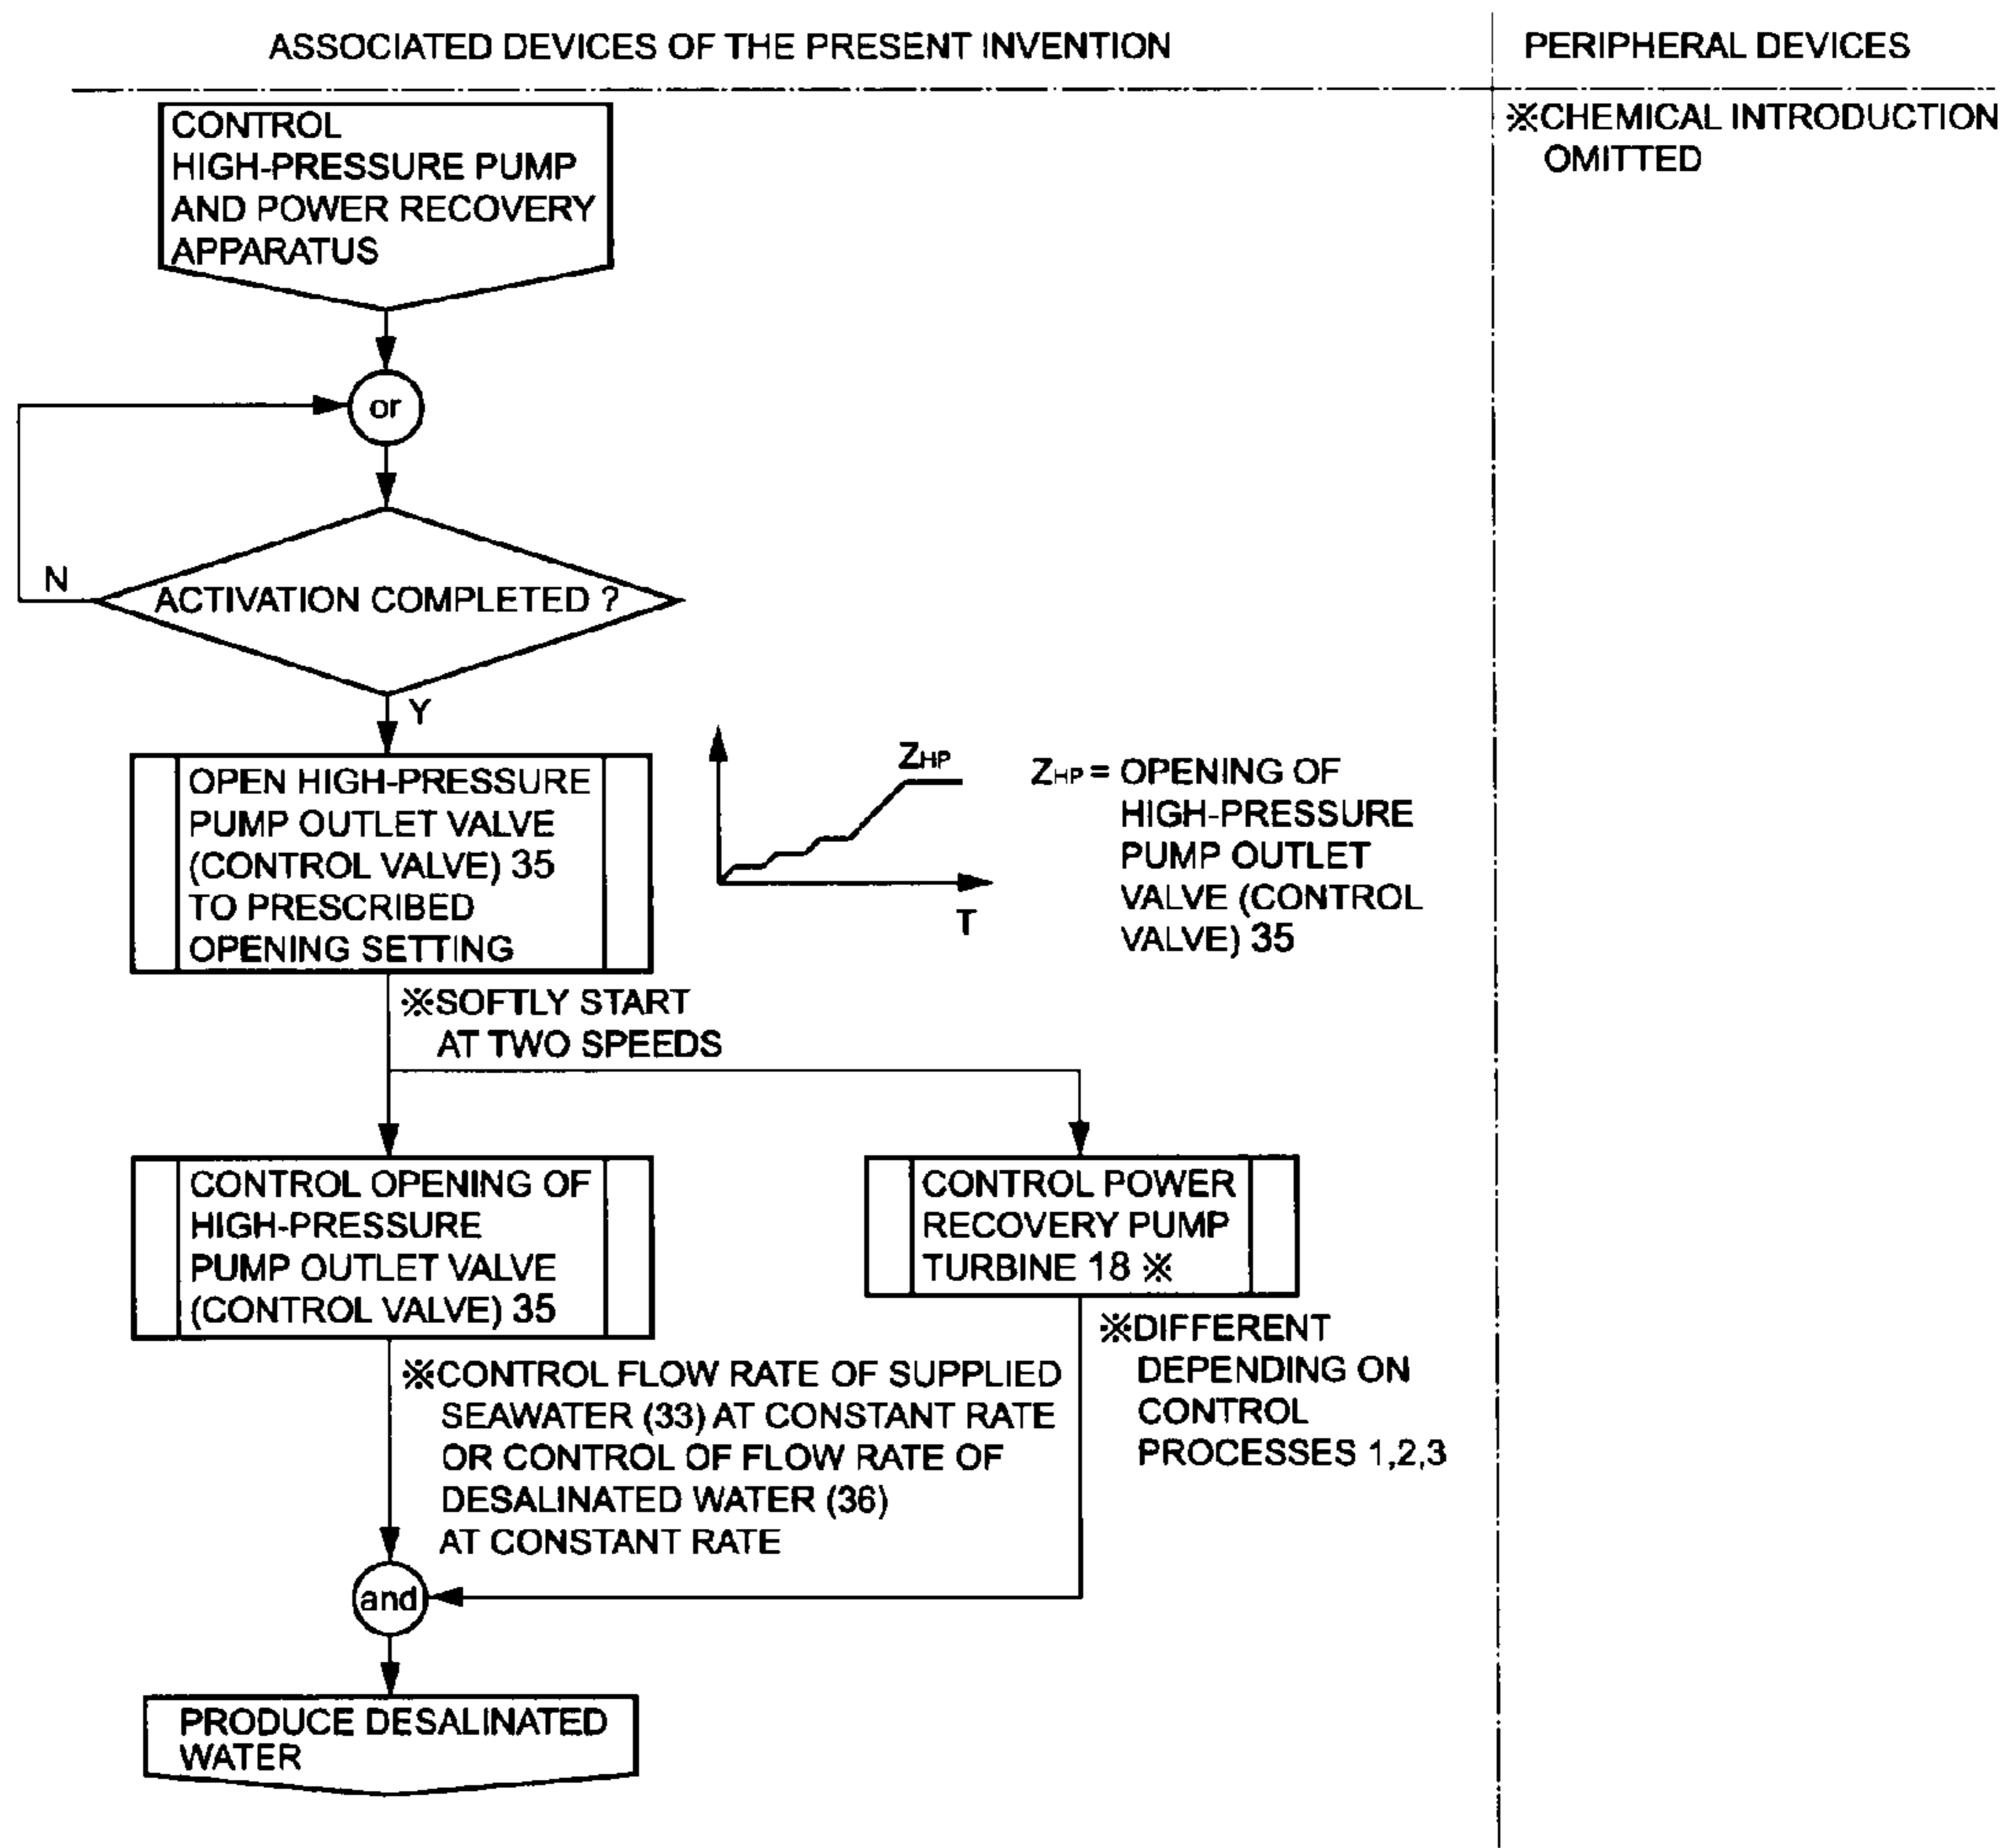 ASSOCIATED DEVICES OF THE PRESENT INVENTION
PERIPHERAL DEVICES
※CHEMICAL INTRODUCTION
OMITTED
CONTROL
HIGH-PRESSURE PUMP
AND POWER RECOVERY
APPARATUS
or
N
ACTIVATION COMPLETED ?
Y
OPEN HIGH-PRESSURE
PUMP OUTLET VALVE
(CONTROL VALVE) 35
TO PRESCRIBED
OPENING SETTING
ZHP
T
ZHP = OPENING OF
HIGH-PRESSURE
PUMP OUTLET
VALVE (CONTROL
VALVE) 35
※SOFTLY START
AT TWO SPEEDS
CONTROL OPENING OF
HIGH-PRESSURE
PUMP OUTLET VALVE
(CONTROL VALVE) 35
CONTROL POWER
RECOVERY PUMP
TURBINE 18 ※
※DIFFERENT
DEPENDING ON
CONTROL
PROCESSES 1,2,3
※CONTROL FLOW RATE OF SUPPLIED
SEAWATER (33) AT CONSTANT RATE
OR CONTROL OF FLOW RATE OF
DESALINATED WATER (36)
AT CONSTANT RATE
and
PRODUCE DESALINATED
WATER